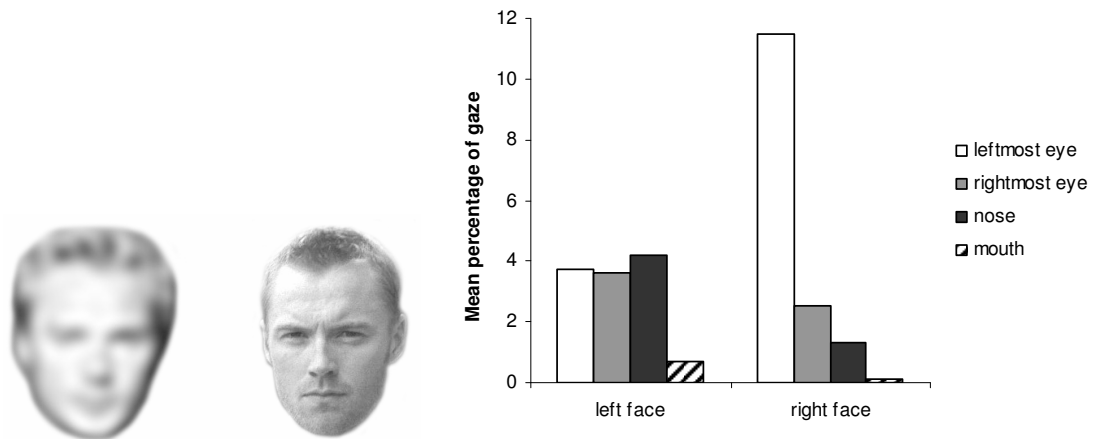 Mean percentage of gaze
12
10
8
6
4
2
0
left face
right face
leftmost eye
rightmost eye
nose
mouth